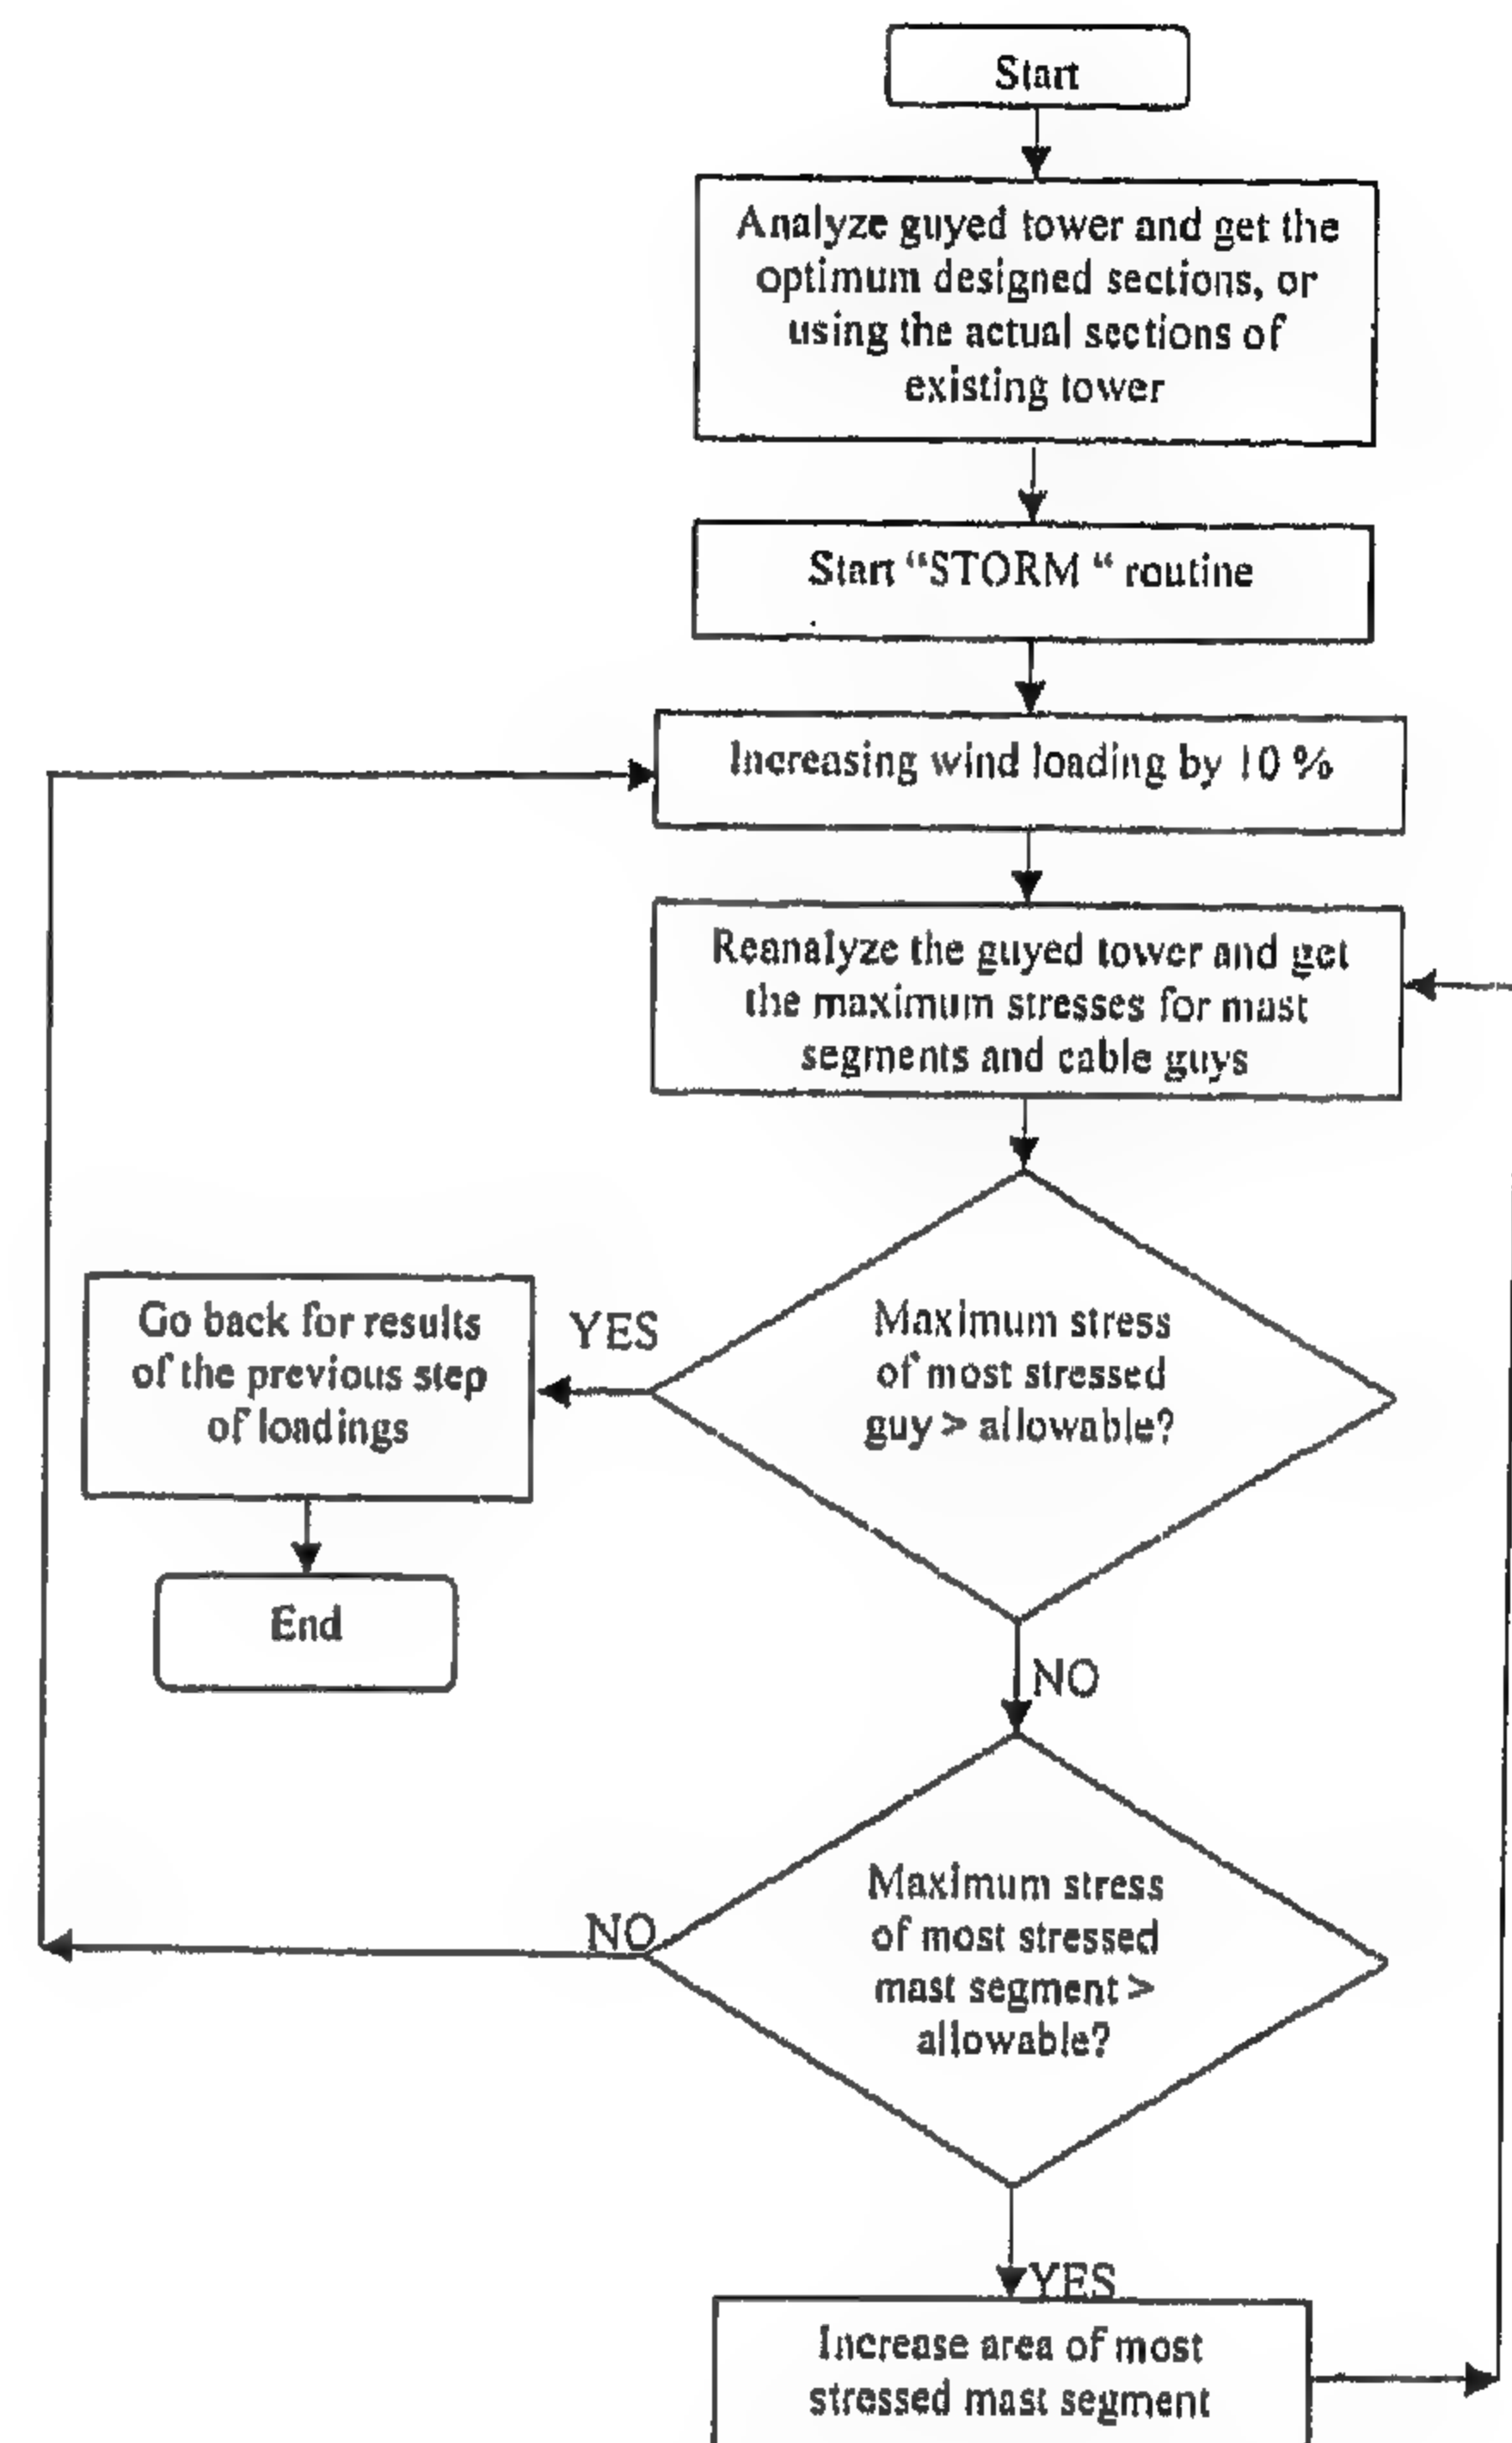 Start
Analyze guyed tower and get the
optimum designed sections, or
using the actual sections of
existing tower
Start “STORM “ routine
Increasing wind loading by 10 %
Reanalyze the guyed tower and get
the maximum stresses for mast
segments and cable guys
Maximum stress
of most stressed
guy > allowable?
YES
Go back for results
of the previous step
of loadings
End
NO
Maximum stress
of most stressed
mast segment >
allowable?
NO
YES
Increase area of most
stressed mast segment